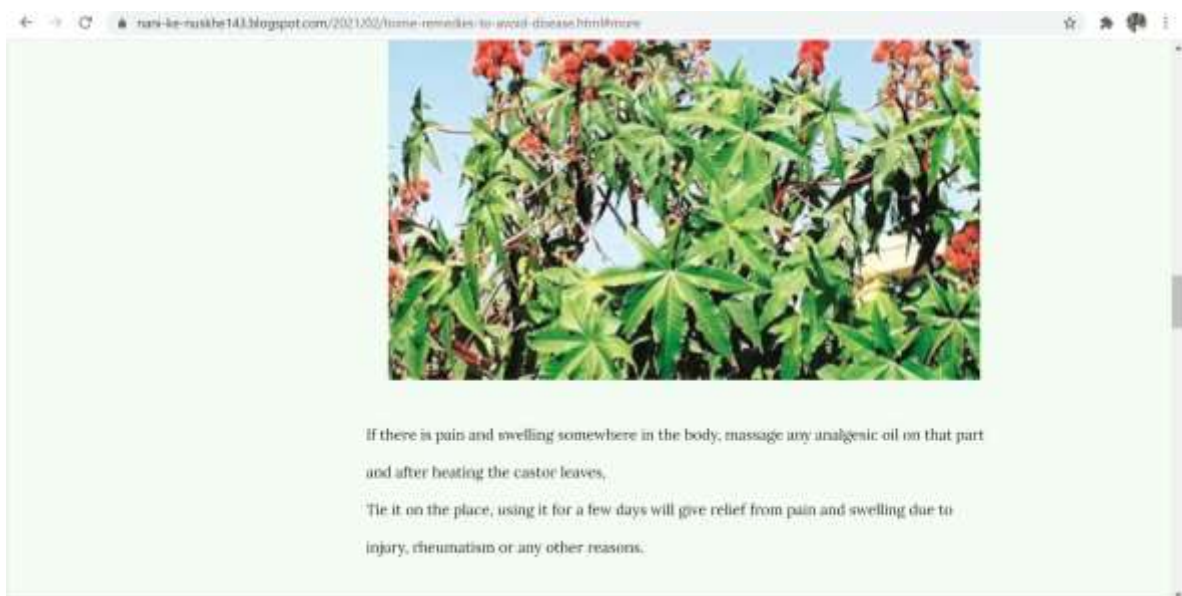 nani-ke-nuskhe143.blogspot.com/2021/02/home-remedies-to-avoid-disease.html#more
If there is pain and swelling somewhere in the body, massage any analgesic oil on that part
and after heating the castor leaves,
Tie it on the place, using it for a few days will give relief from pain and swelling due to
injury, rheumatism or any other reasons.